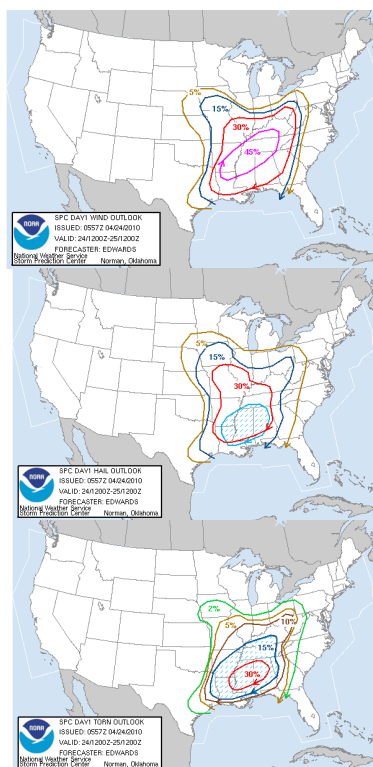 5%
15%
30%
45%
NOAA
SPC DAY1 WIND OUTLOOK
ISSUED: 0557Z 04/24/2010
VALID: 24/1200Z-25/1200Z
FORECASTER: EDWARDS
National Weather Service
Storm Prediction Center Norman, Oklahoma
5%
15%
30%
NOAA
SPC DAY1 HAIL OUTLOOK
ISSUED: 0557Z 04/24/2010
VALID: 24/1200Z-25/1200Z
FORECASTER: EDWARDS
National Weather Service
Storm Prediction Center Norman, Oklahoma
2%
5%
10%
15%
30%
NOAA
SPC DAY1 TORN OUTLOOK
ISSUED: 0557Z 04/24/2010
VALID: 24/1200Z-25/1200Z
FORECASTER: EDWARDS
National Weather Service
Storm Prediction Center Norman, Oklahoma